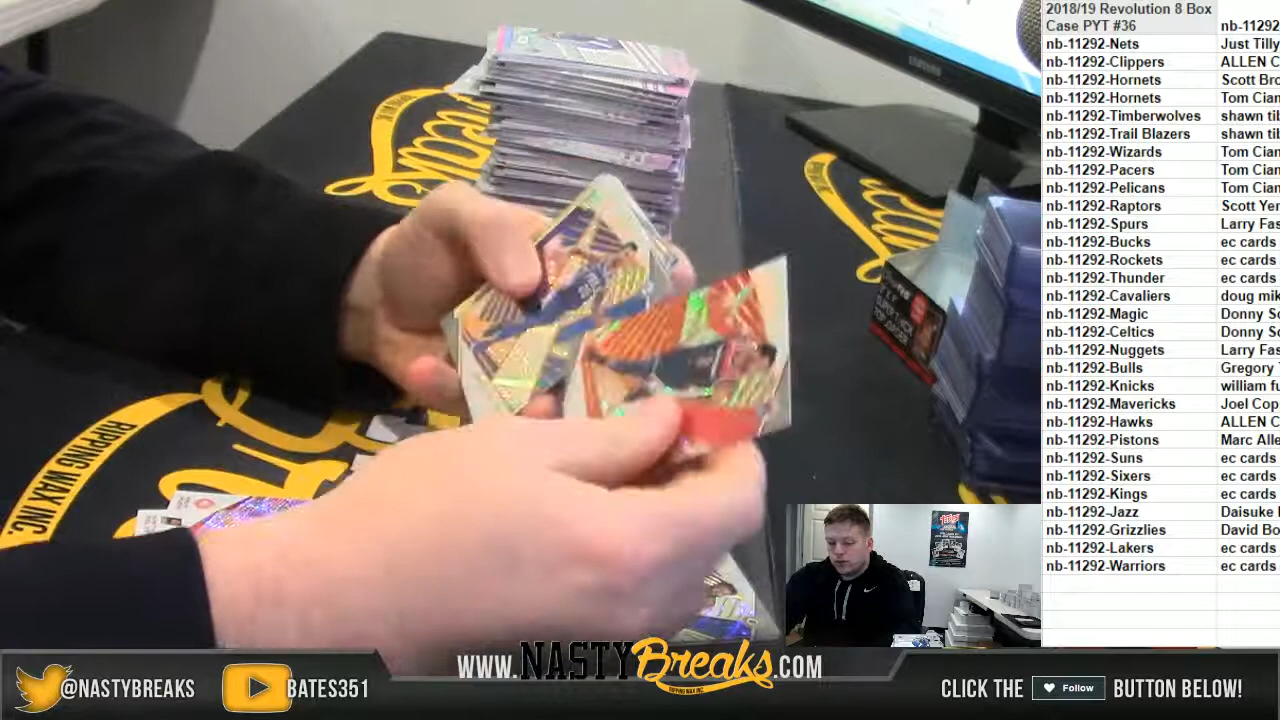 2018/19 Revolution 8 Box
Case PYT #36 nb-11292
nb-11292-Nets Just Tilly
nb-11292-Clippers ALLEN C
nb-11292-Hornets Scott Bro
nb-11292-Hornets Tom Cian
nb-11292-Timberwolves shawn til
nb-11292-Trail Blazers shawn til
nb-11292-Wizards Tom Cian
nb-11292-Pacers Tom Cian
nb-11292-Pelicans Tom Cian
nb-11292-Raptors Scott Yer
nb-11292-Spurs Larry Fas
nb-11292-Bucks ec cards
nb-11292-Rockets ec cards
nb-11292-Thunder ec cards
nb-11292-Cavaliers doug mik
nb-11292-Magic Donny Sc
nb-11292-Celtics Donny Sc
nb-11292-Nuggets Larry Fas
nb-11292-Bulls Gregory
nb-11292-Knicks william fu
nb-11292-Mavericks Joel Cop
nb-11292-Hawks ALLEN C
nb-11292-Pistons Marc Alle
nb-11292-Suns ec cards
nb-11292-Sixers ec cards
nb-11292-Kings ec cards
nb-11292-Jazz Daisuke
nb-11292-Grizzlies David Bo
nb-11292-Lakers ec cards
nb-11292-Warriors ec cards
SAMSUNG
RIPPING WAX INC.
@NASTYBREAKS
BATES351
WWW.NASTYBreaks.COM
RIPPING WAX INC.
CLICK THE Follow BUTTON BELOW!